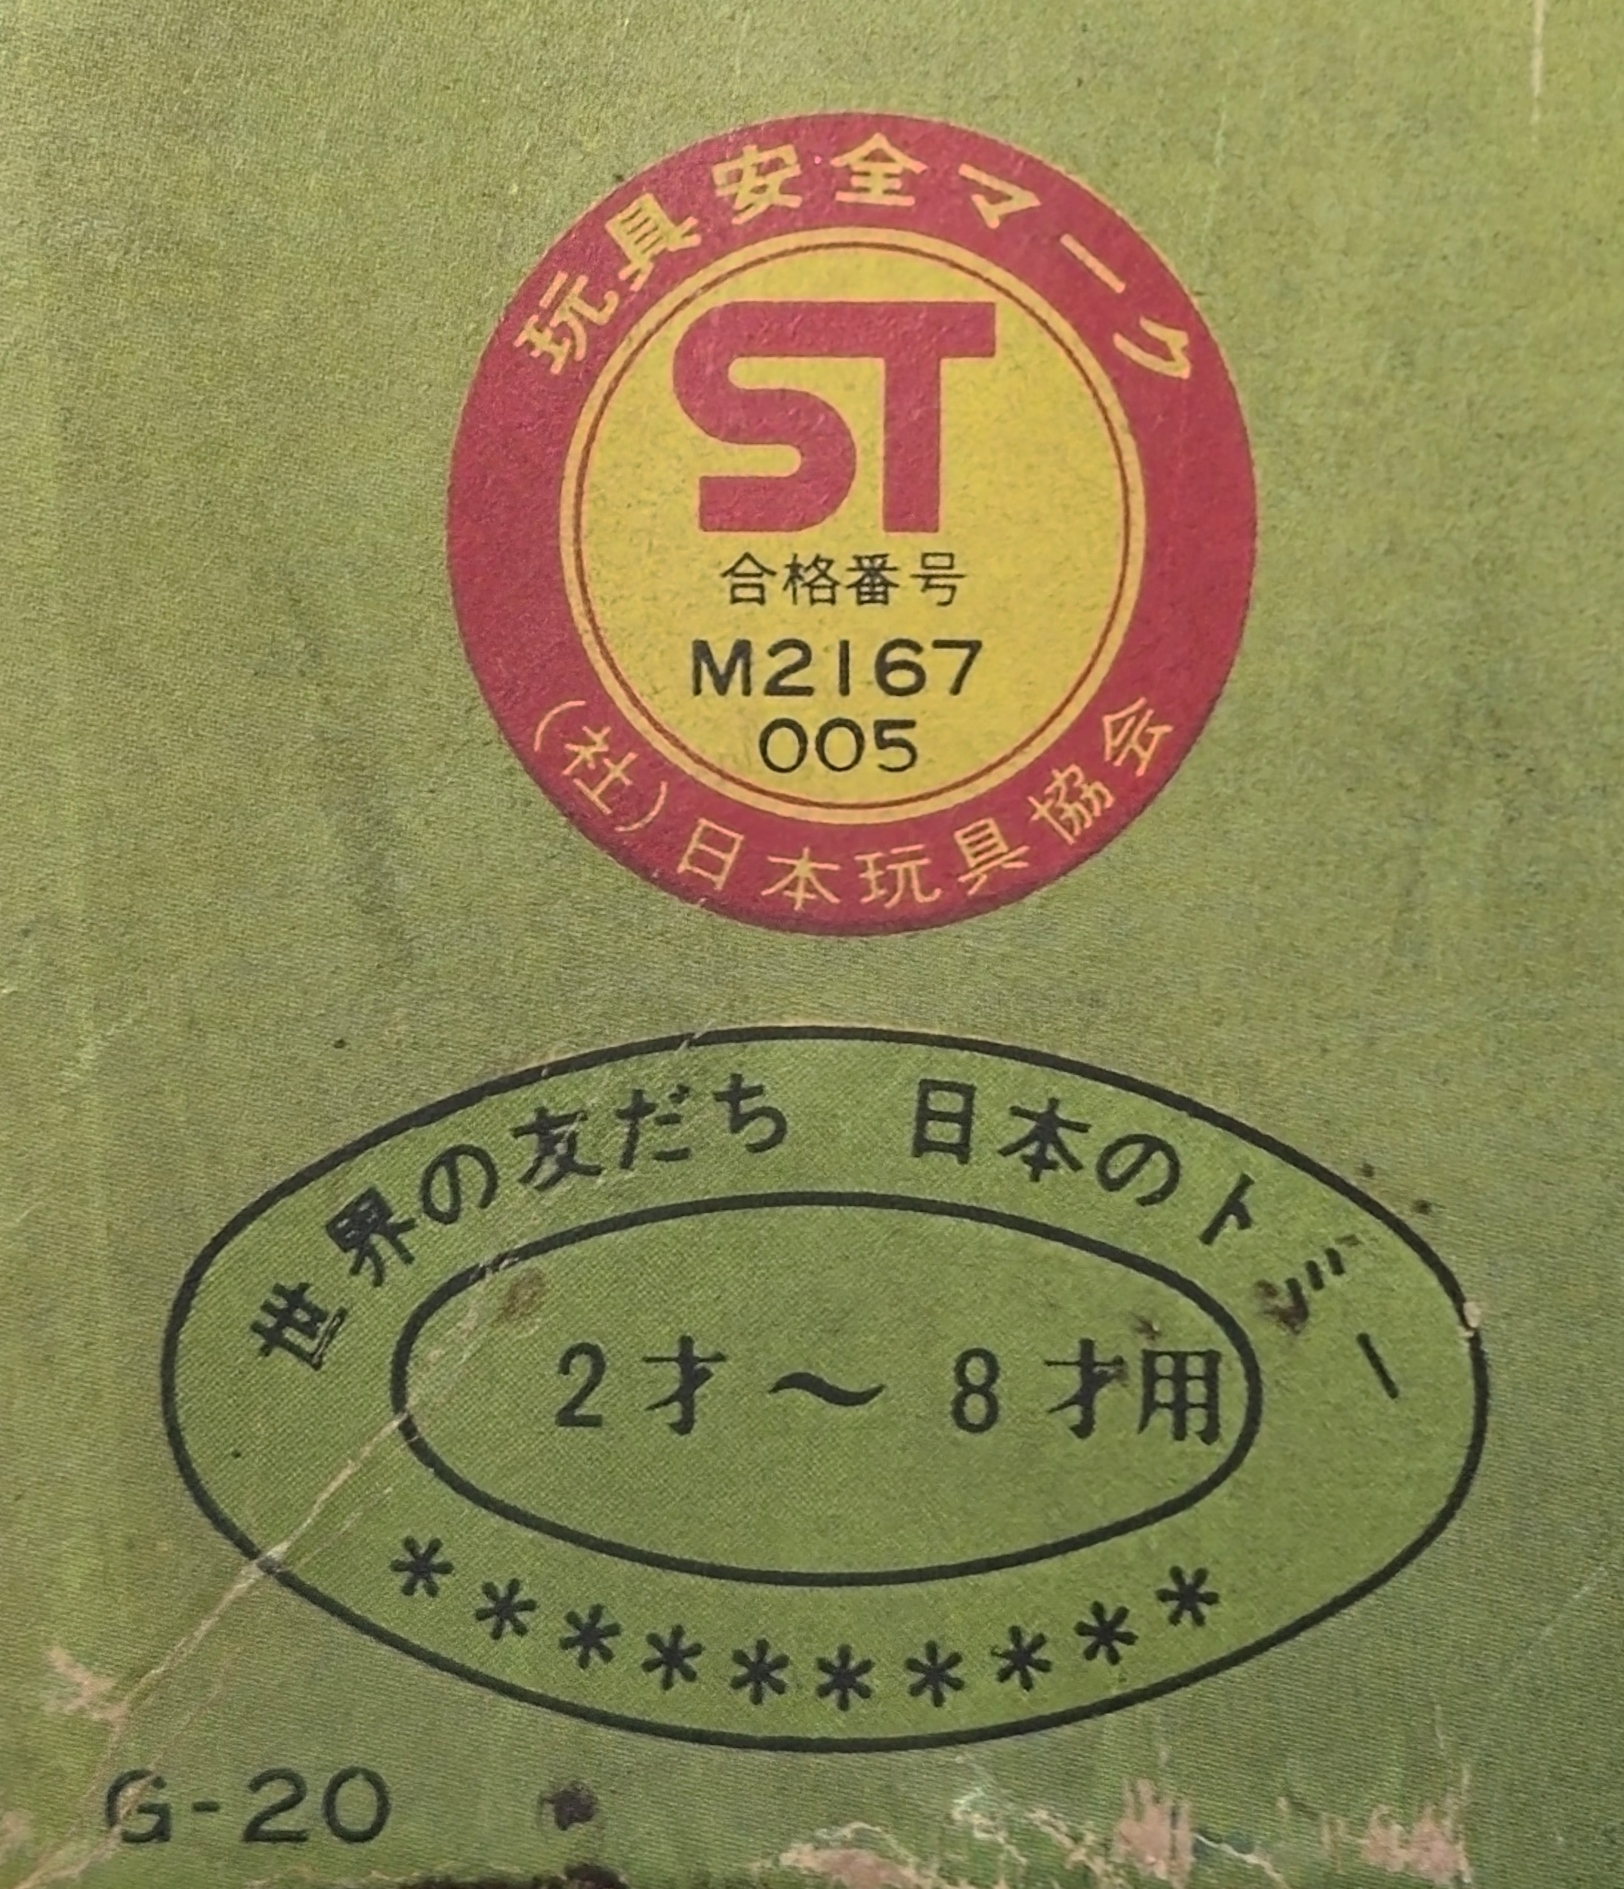 玩具安全マーク
ST
合格番号
M2167
005
(社)日本玩具協会
世界の友だち 日本のトミー
2才〜8才用
***********
G-20